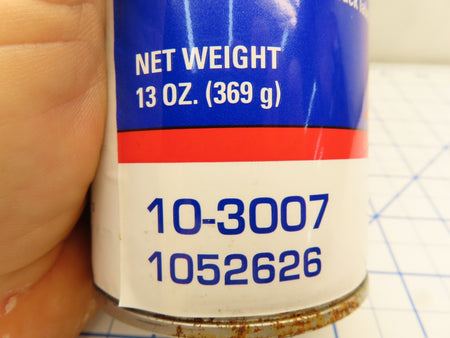 NET WEIGHT
13 OZ. (369 g)
10-3007
1052626